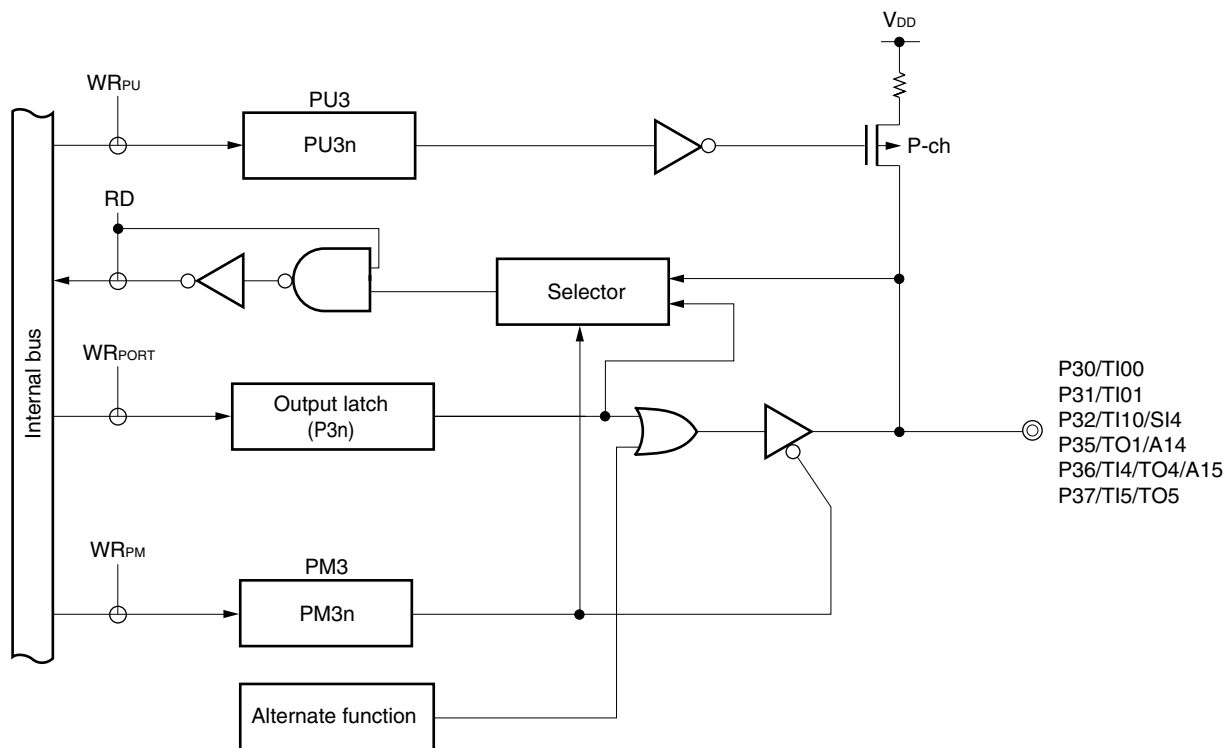 VDD
WRPU
PU3
PU3n
P-ch
RD
Selector
Internal bus
WRPORT
Output latch
(P3n)
P30/TI00
P31/TI01
P32/TI10/SI4
P35/TO1/A14
P36/TI4/TO4/A15
P37/TI5/TO5
WRPM
PM3
PM3n
Alternate function